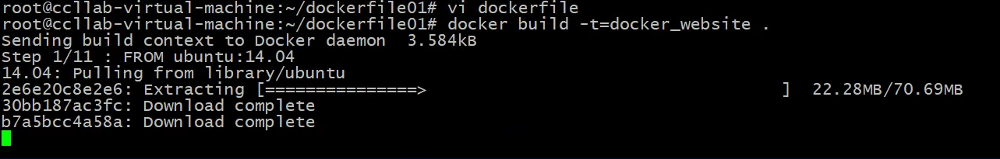 root@ccllab-virtual-machine:~/dockerfile01# vi dockerfile
root@ccllab-virtual-machine:~/dockerfile01# docker build -t=docker_website .
Sending build context to Docker daemon  3.584kB
Step 1/11 : FROM ubuntu:14.04
14.04: Pulling from library/ubuntu
2e6e20c8e2e6: Extracting [===============>                                   ]  22.28MB/70.69MB
30bb187ac3fc: Download complete
b7a5bcc4a58a: Download complete